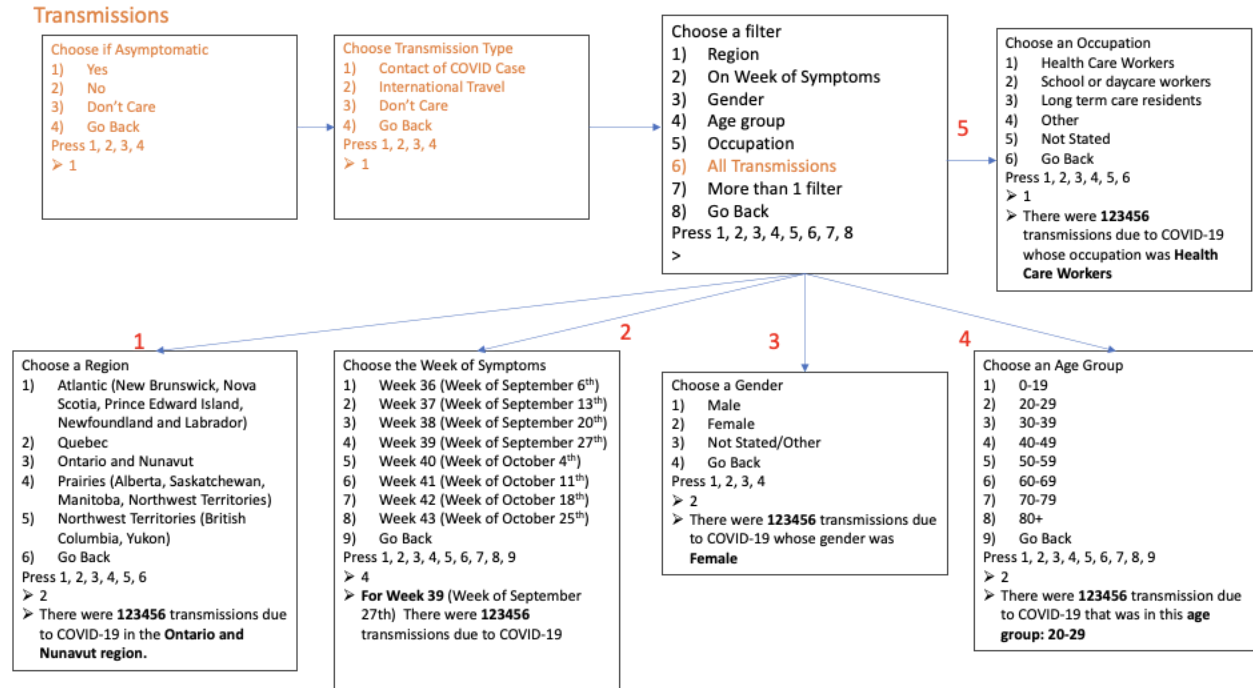 Transmissions
Choose if Asymptomatic
1) Yes
2) No
3) Don't Care
4) Go Back
Press 1, 2, 3, 4
➢ 1
Choose Transmission Type
1) Contact of COVID Case
2) International Travel
3) Don't Care
4) Go Back
Press 1, 2, 3, 4
➢ 1
Choose a filter
1) Region
2) On Week of Symptoms
3) Gender
4) Age group
5) Occupation
6) All Transmissions
7) More than 1 filter
8) Go Back
Press 1, 2, 3, 4, 5, 6, 7, 8
>
5
Choose an Occupation
1) Health Care Workers
2) School or daycare workers
3) Long term care residents
4) Other
5) Not Stated
6) Go Back
Press 1, 2, 3, 4, 5, 6
➢ 1
➢ There were 123456
transmissions due to COVID-19
whose occupation was Health
Care Workers
1
Choose a Region
1) Atlantic (New Brunswick, Nova
Scotia, Prince Edward Island,
Newfoundland and Labrador)
2) Quebec
3) Ontario and Nunavut
4) Prairies (Alberta, Saskatchewan,
Manitoba, Northwest Territories)
5) Northwest Territories (British
Columbia, Yukon)
6) Go Back
Press 1, 2, 3, 4, 5, 6
➢ 2
➢ There were 123456 transmissions due
to COVID-19 in the Ontario and
Nunavut region.
2
Choose the Week of Symptoms
1) Week 36 (Week of September 6th)
2) Week 37 (Week of September 13th)
3) Week 38 (Week of September 20th)
4) Week 39 (Week of September 27th)
5) Week 40 (Week of October 4th)
6) Week 41 (Week of October 11th)
7) Week 42 (Week of October 18th)
8) Week 43 (Week of October 25th)
9) Go Back
Press 1, 2, 3, 4, 5, 6, 7, 8, 9
➢ 4
➢ For Week 39 (Week of September
27th) There were 123456
transmissions due to COVID-19
3
Choose a Gender
1) Male
2) Female
3) Not Stated/Other
4) Go Back
Press 1, 2, 3, 4
➢ 2
➢ There were 123456 transmissions due
to COVID-19 whose gender was
Female
4
Choose an Age Group
1) 0-19
2) 20-29
3) 30-39
4) 40-49
5) 50-59
6) 60-69
7) 70-79
8) 80+
9) Go Back
Press 1, 2, 3, 4, 5, 6, 7, 8, 9
➢ 2
➢ There were 123456 transmission due
to COVID-19 that was in this age
group: 20-29